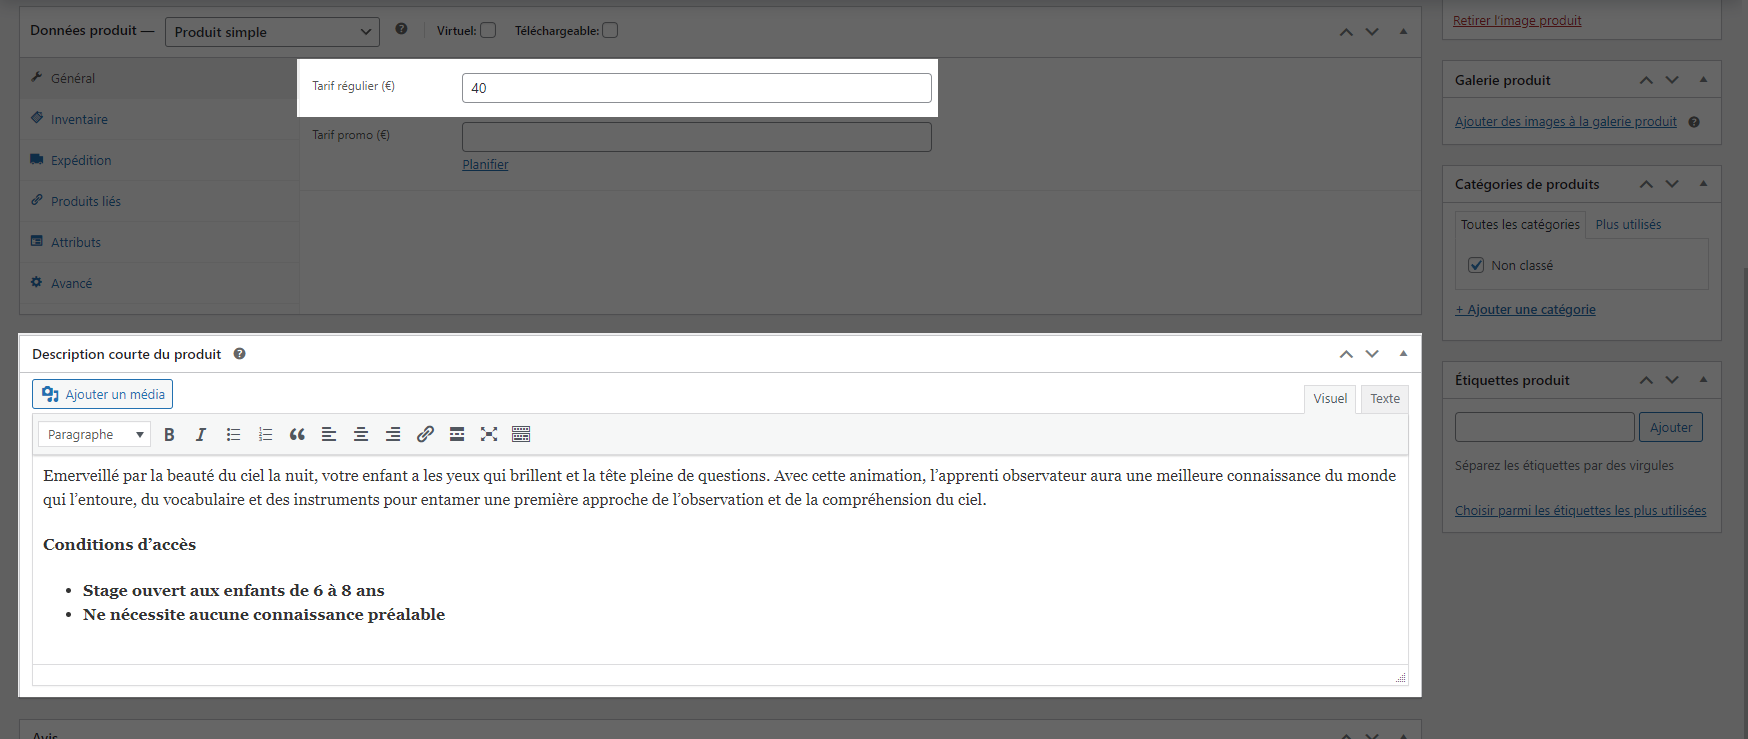 Données produit —
Produit simple
Virtuel:
Téléchargeable:
Général
Inventaire
Expédition
Produits liés
Attributs
Avancé
Tarif régulier (€)
40
Tarif promo (€)
Planifier
Description courte du produit
Ajouter un média
Visuel
Texte
Paragraphe
Emerveillé par la beauté du ciel la nuit, votre enfant a les yeux qui brillent et la tête pleine de questions. Avec cette animation, l’apprenti observateur aura une meilleure connaissance du monde
qui l’entoure, du vocabulaire et des instruments pour entamer une première approche de l’observation et de la compréhension du ciel.
Conditions d’accès
• Stage ouvert aux enfants de 6 à 8 ans
• Ne nécessite aucune connaissance préalable
Avis
Retirer l’image produit
Galerie produit
Ajouter des images à la galerie produit
Catégories de produits
Toutes les catégories
Plus utilisés
Non classé
+ Ajouter une catégorie
Étiquettes produit
Ajouter
Séparez les étiquettes par des virgules
Choisir parmi les étiquettes les plus utilisées